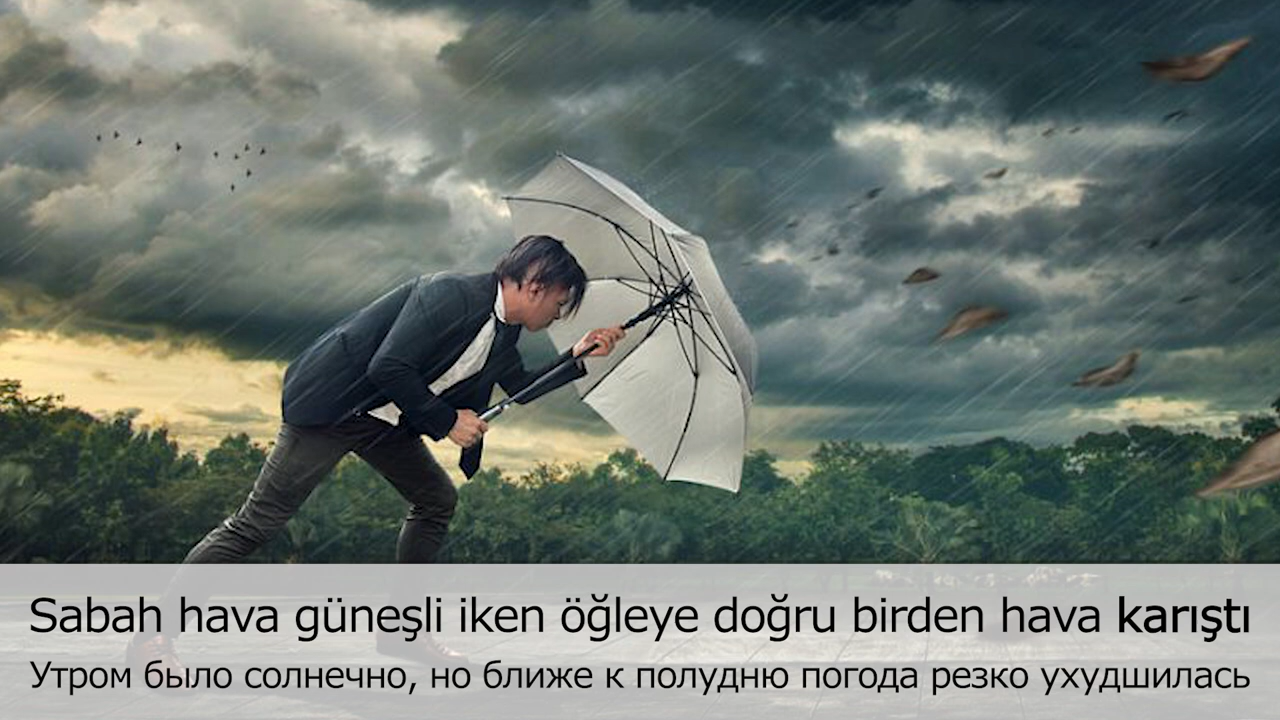 Sabah hava güneşli iken öğleye doğru birden hava karıştı
Утром было солнечно, но ближе к полудню погода резко ухудшилась